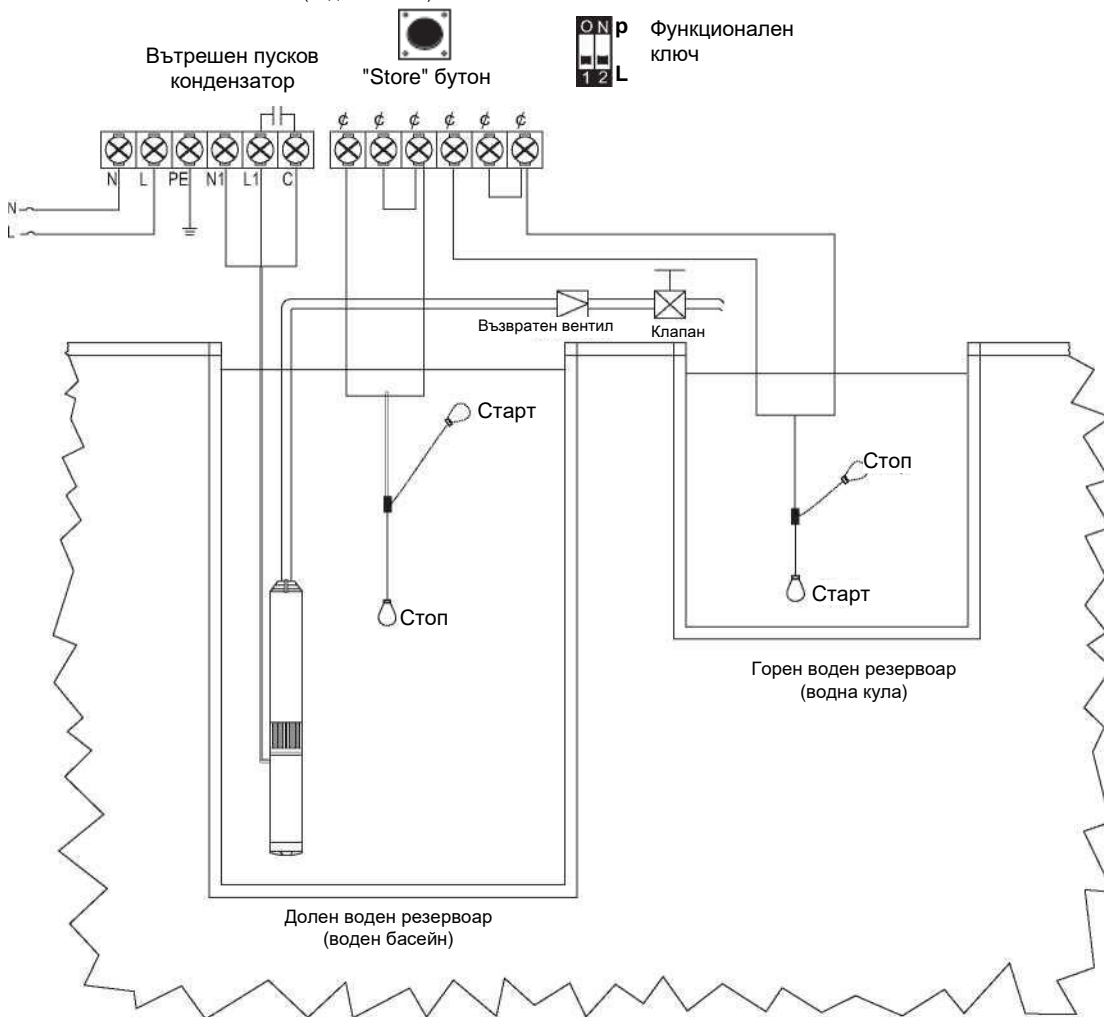 Вътрешен пусков
кондензатор
"Store" бутон
ON
1 2
p
L
Функционален
ключ
¢ ¢ ¢ ¢ ¢ ¢
N L PE N1 L1 C
N
L
Възвратен вентил
Клапан
Старт
Стоп
Стоп
Старт
Горен воден резервоар
(водна кула)
Долен воден резервоар
(воден басейн)